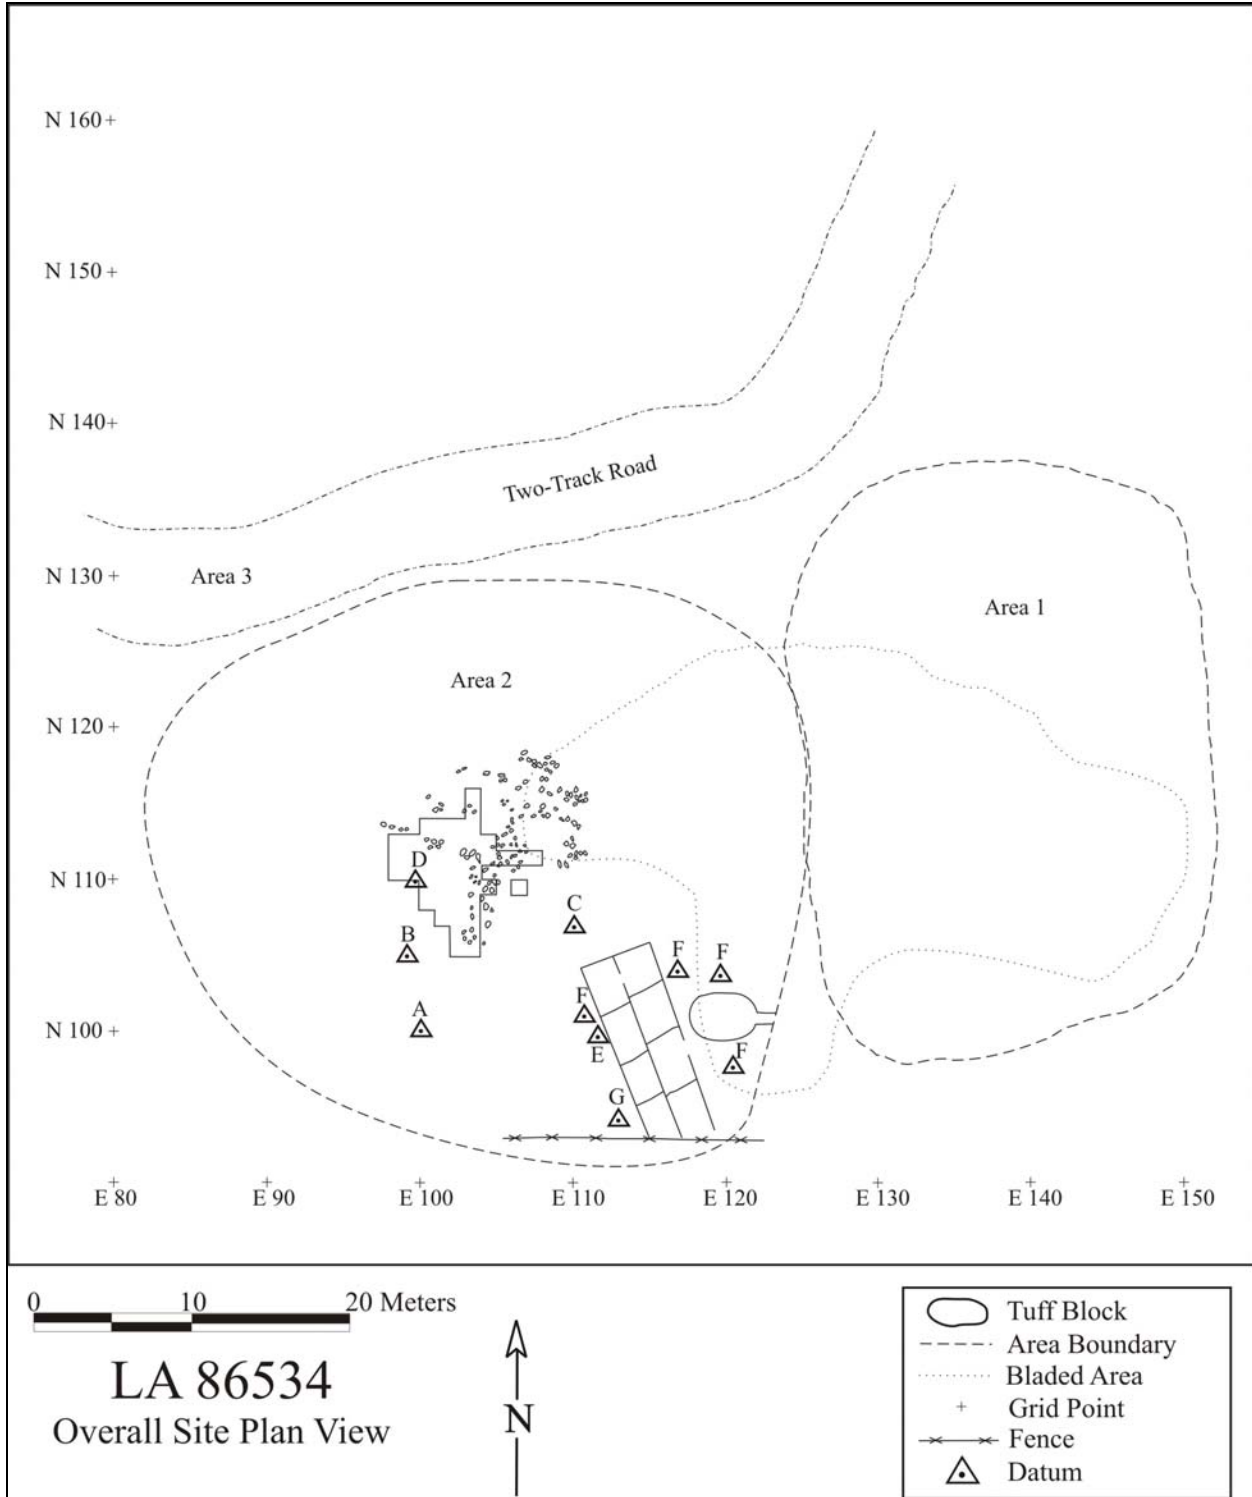 N 160
N 150
N 140
Two-Track Road
N 130
Area 3
Area 1
Area 2
N 120
N 110
D
C
B
F
F
A
F
E
N 100
F
G
E 80
E 90
E 100
E 110
E 120
E 130
E 140
E 150
0
10
20 Meters
LA 86534
Overall Site Plan View
N
Tuff Block
Area Boundary
Bladed Area
Grid Point
Fence
Datum